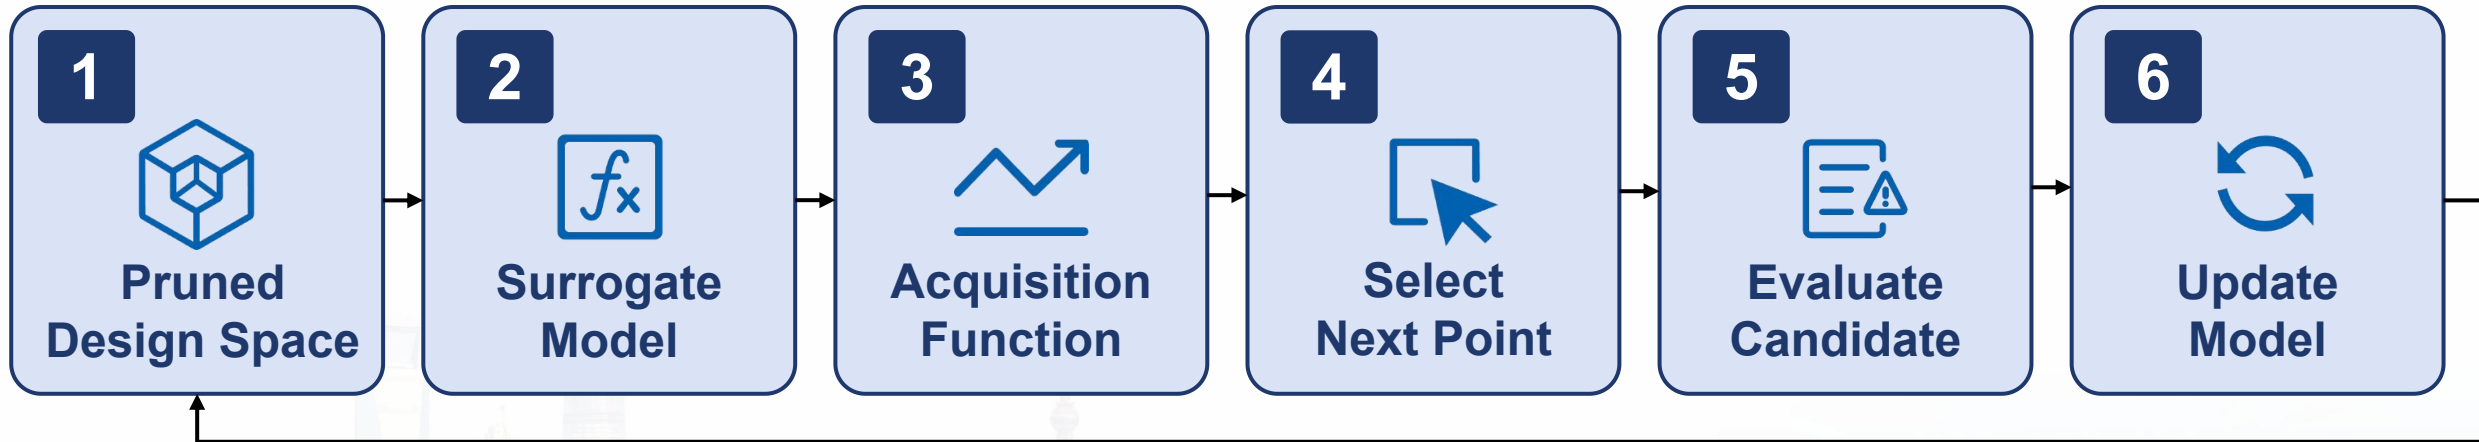 1
Pruned
Design Space
2
fx
Surrogate
Model
3
Acquisition
Function
4
Select
Next Point
5
Evaluate
Candidate
6
Update
Model